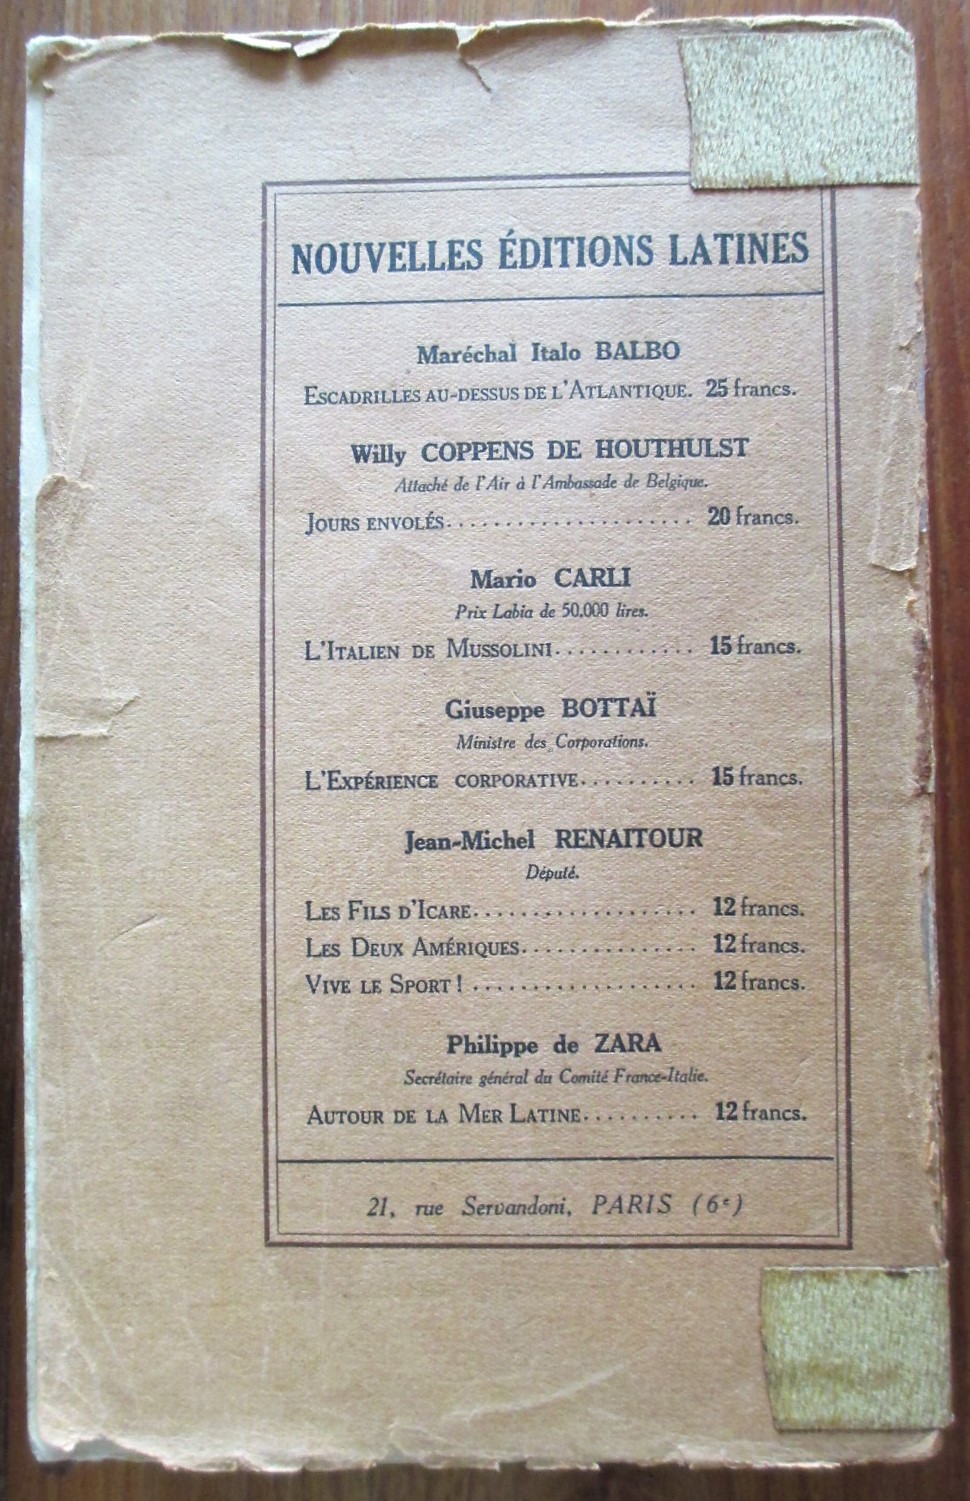 NOUVELLES ÉDITIONS LATINES
Maréchal Italo BALBO
ESCADRILLES AU-DESSUS DE L'ATLANTIQUE. 25 francs.
Willy COPPENS DE HOUTHULST
Attaché de l'Air à l'Ambassade de Belgique.
JOURS ENVOLÉS..................... 20 francs.
Mario CARLI
Prix Labia de 50.000 lires.
L'ITALIEN DE MUSSOLINI............ 15 francs.
Giuseppe BOTTAÏ
Ministre des Corporations.
L'EXPÉRIENCE CORPORATIVE.......... 15 francs.
Jean-Michel RENAITOUR
Député.
LES FILS D'ICARE................... 12 francs.
LES DEUX AMÉRIQUES............... 12 francs.
VIVE LE SPORT! ................... 12 francs.
Philippe de ZARA
Secrétaire général du Comité France-Italie.
AUTOUR DE LA MER LATINE.......... 12 francs.
21, rue Servandoni, PARIS (6e)